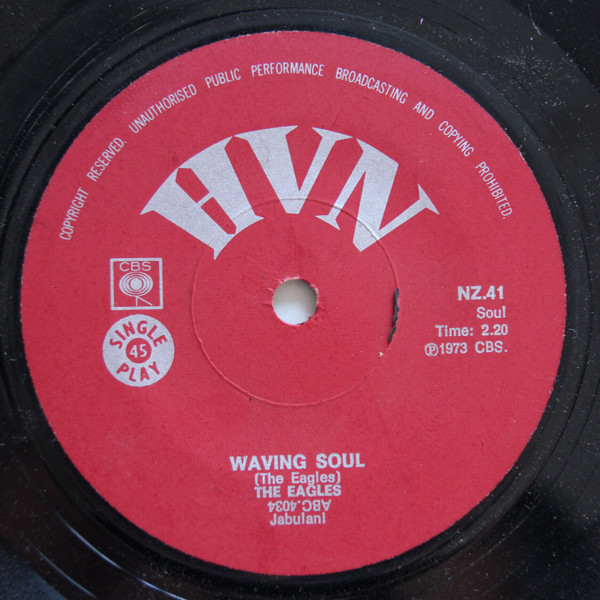 COPYRIGHT RESERVED. UNAUTHORISED PUBLIC PERFORMANCE BROADCASTING AND COPYING PROHIBITED.
HVN
CBS
SINGLE
45
PLAY
NZ.41
Soul
Time: 2.20
Ⓟ1973 CBS.
WAVING SOUL
(The Eagles)
THE EAGLES
ABC.4034
Jabulani